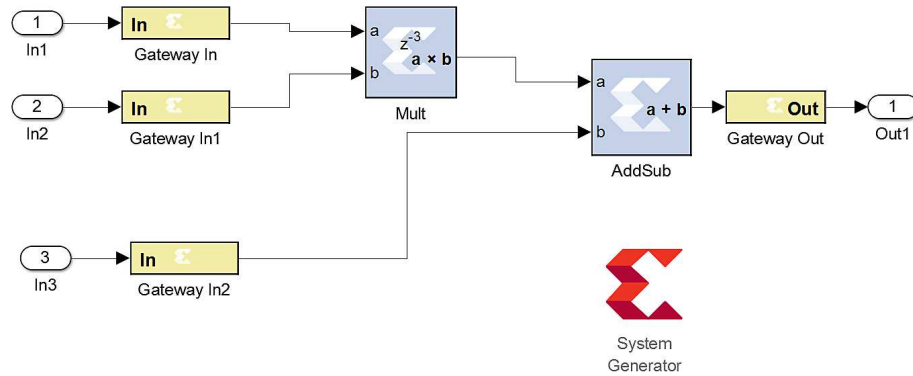 1
In
In1
Gateway In
a
z-3
a × b
b
Mult
2
In
In2
Gateway In1
a
a + b
b
AddSub
Out
Gateway Out
1
Out1
3
In
In3
Gateway In2
System
Generator